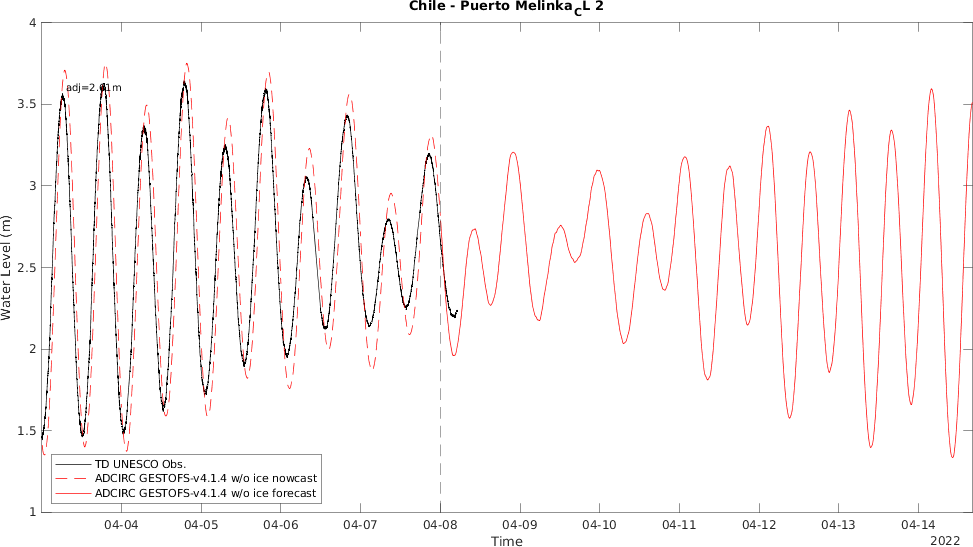 Chile - Puerto MelinkaCL 2
4
3.5
3
2.5
2
1.5
1
Water Level (m)
adj=2.61m
TD UNESCO Obs.
ADCIRC GESTOFS-v4.1.4 w/o ice nowcast
ADCIRC GESTOFS-v4.1.4 w/o ice forecast
04-04 04-05 04-06 04-07 04-08 04-09 04-10 04-11 04-12 04-13 04-14
Time
2022